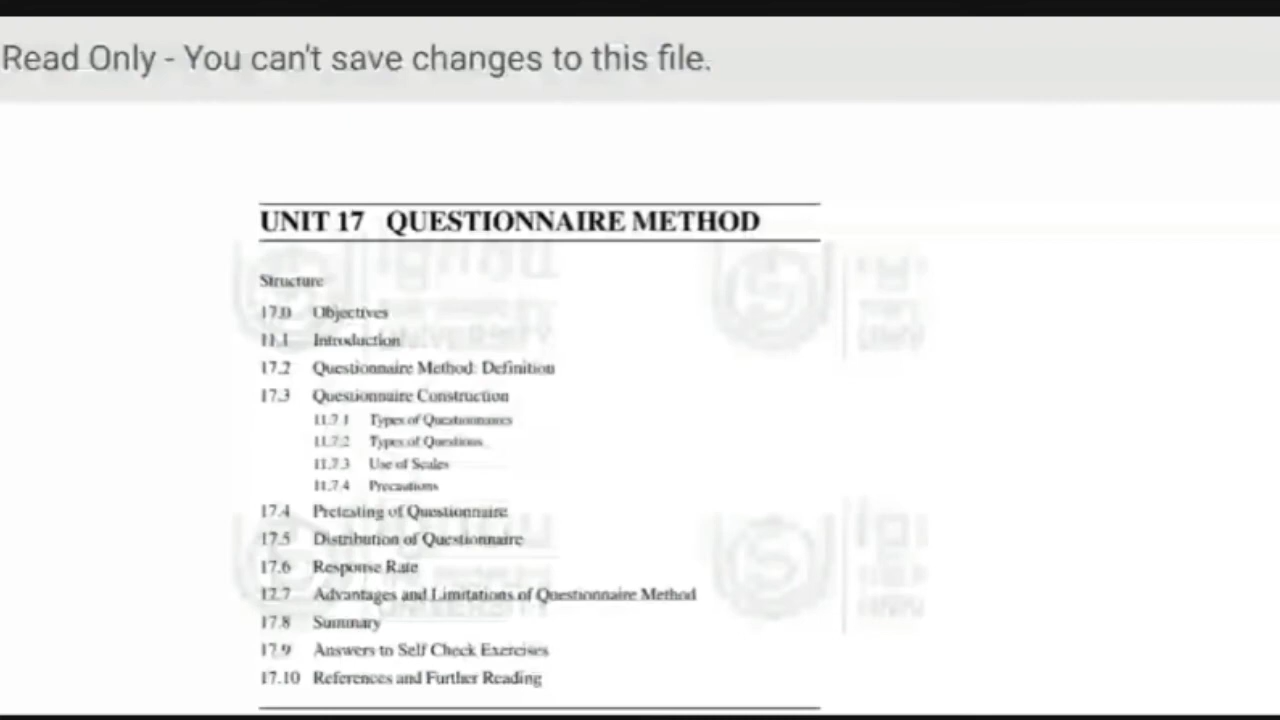 Read Only - You can't save changes to this file.
UNIT 17 QUESTIONNAIRE METHOD
Structure
17.0 Objectives
11.1 Introduction
17.2 Questionnaire Method: Definition
17.3 Questionnaire Construction
11.7.1 Types of Questionnaires
11.7.2 Types of Questions
11.7.3 Use of Scales
11.7.4 Precautions
17.4 Pretesting of Questionnaire
17.5 Distribution of Questionnaire
17.6 Response Rate
17.7 Advantages and Limitations of Questionnaire Method
17.8 Summary
17.9 Answers to Self Check Exercises
17.10 References and Further Reading